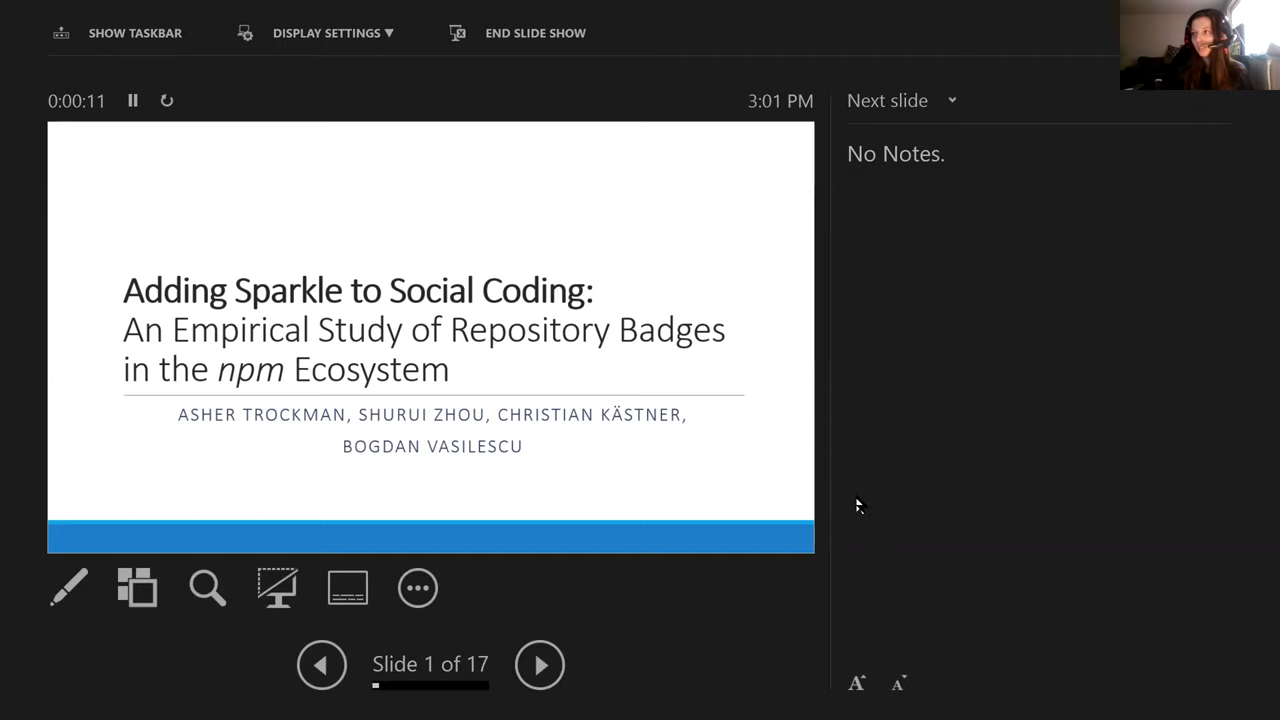 SHOW TASKBAR
DISPLAY SETTINGS ▼
END SLIDE SHOW
0:00:11
3:01 PM
Next slide
No Notes.
Adding Sparkle to Social Coding:
An Empirical Study of Repository Badges
in the npm Ecosystem
ASHER TROCKMAN, SHURUI ZHOU, CHRISTIAN KÄSTNER,
BOGDAN VASILESCU
Slide 1 of 17
A A